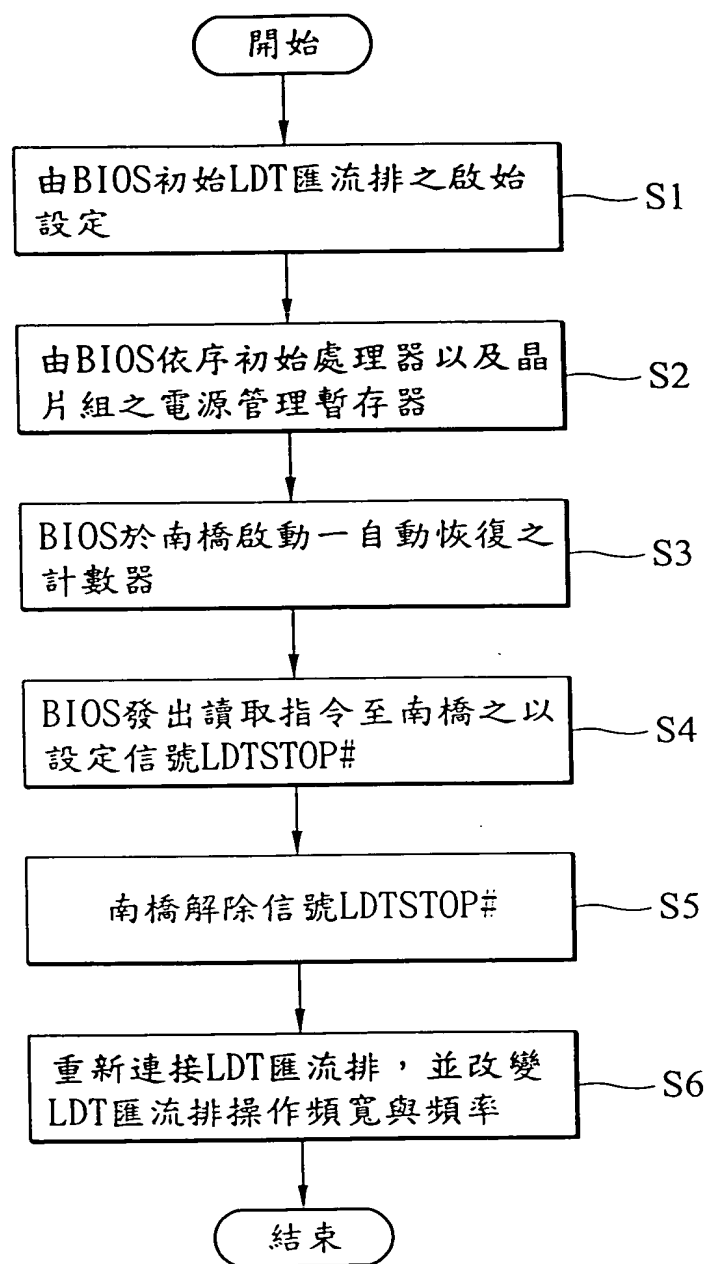 開始
由BIOS初始LDT匯流排之啟始
設定
S1
由BIOS依序初始處理器以及晶
片組之電源管理暫存器
S2
BIOS於南橋啟動一自動恢復之
計數器
S3
BIOS發出讀取指令至南橋之以
設定信號LDTSTOP#
S4
南橋解除信號LDTSTOP#
S5
重新連接LDT匯流排，並改變
LDT匯流排操作頻寬與頻率
S6
結束